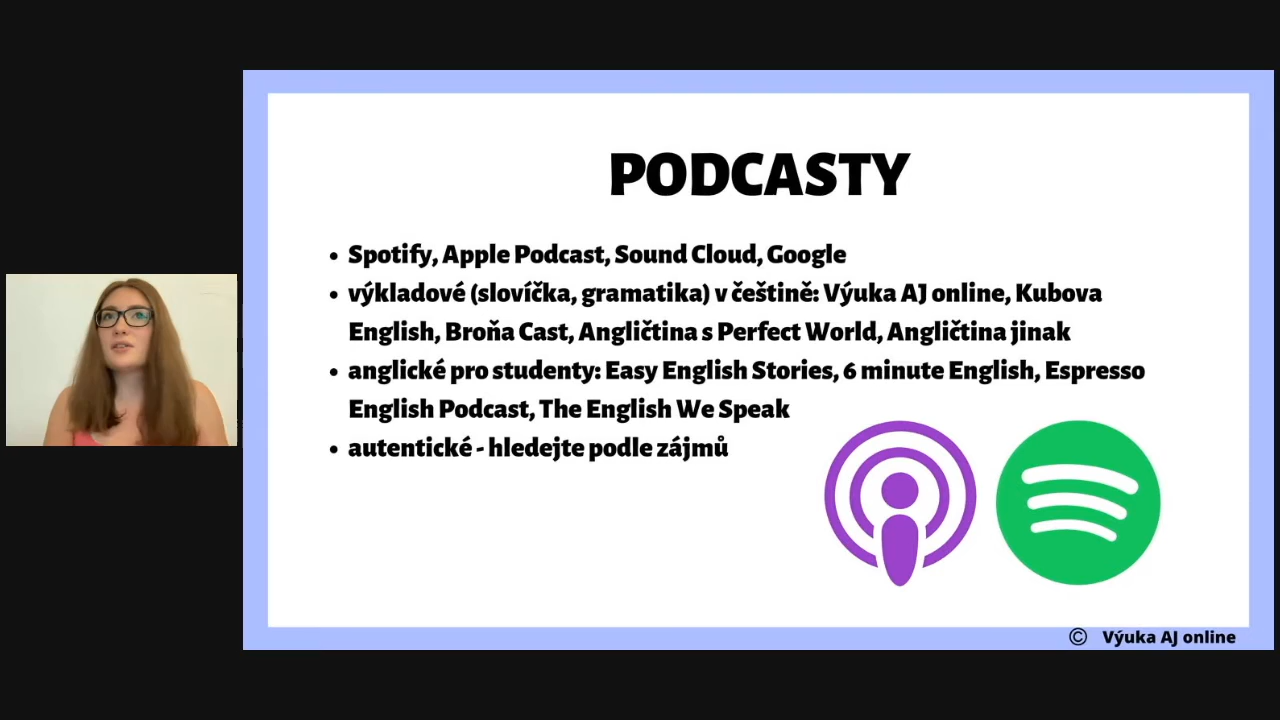 PODCASTY
• Spotify, Apple Podcast, Sound Cloud, Google
• výkladové (slovíčka, gramatika) v češtině: Výuka AJ online, Kubova
English, Broňa Cast, Angličtina s Perfect World, Angličtina jinak
• anglické pro studenty: Easy English Stories, 6 minute English, Espresso
English Podcast, The English We Speak
• autentické - hledejte podle zájmů
© Výuka AJ online